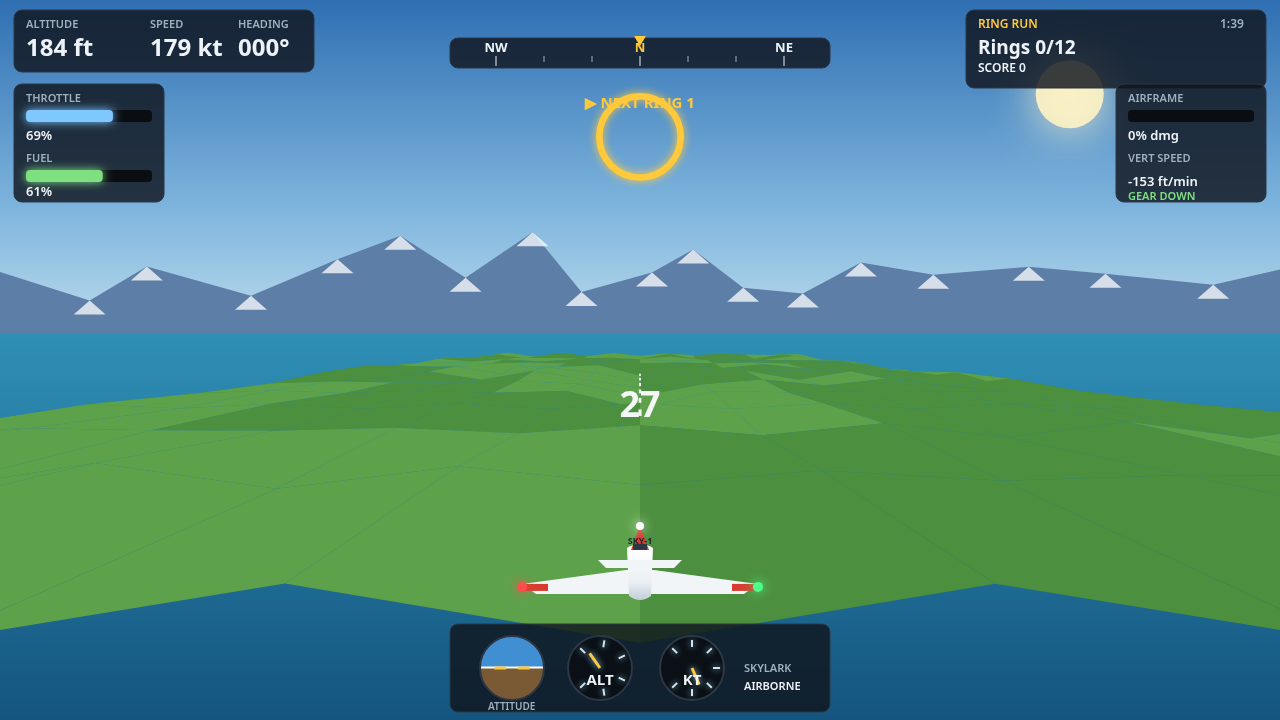 ALTITUDE SPEED HEADING
184 ft 179 kt 000°
THROTTLE
69%
FUEL
61%
NW N NE
▶ NEXT RING 1
RING RUN 1:39
Rings 0/12
SCORE 0
AIRFRAME
0% dmg
VERT SPEED
-153 ft/min
GEAR DOWN
27
SKY-1
ALT
KT
SKYLARK
AIRBORNE
ATTITUDE